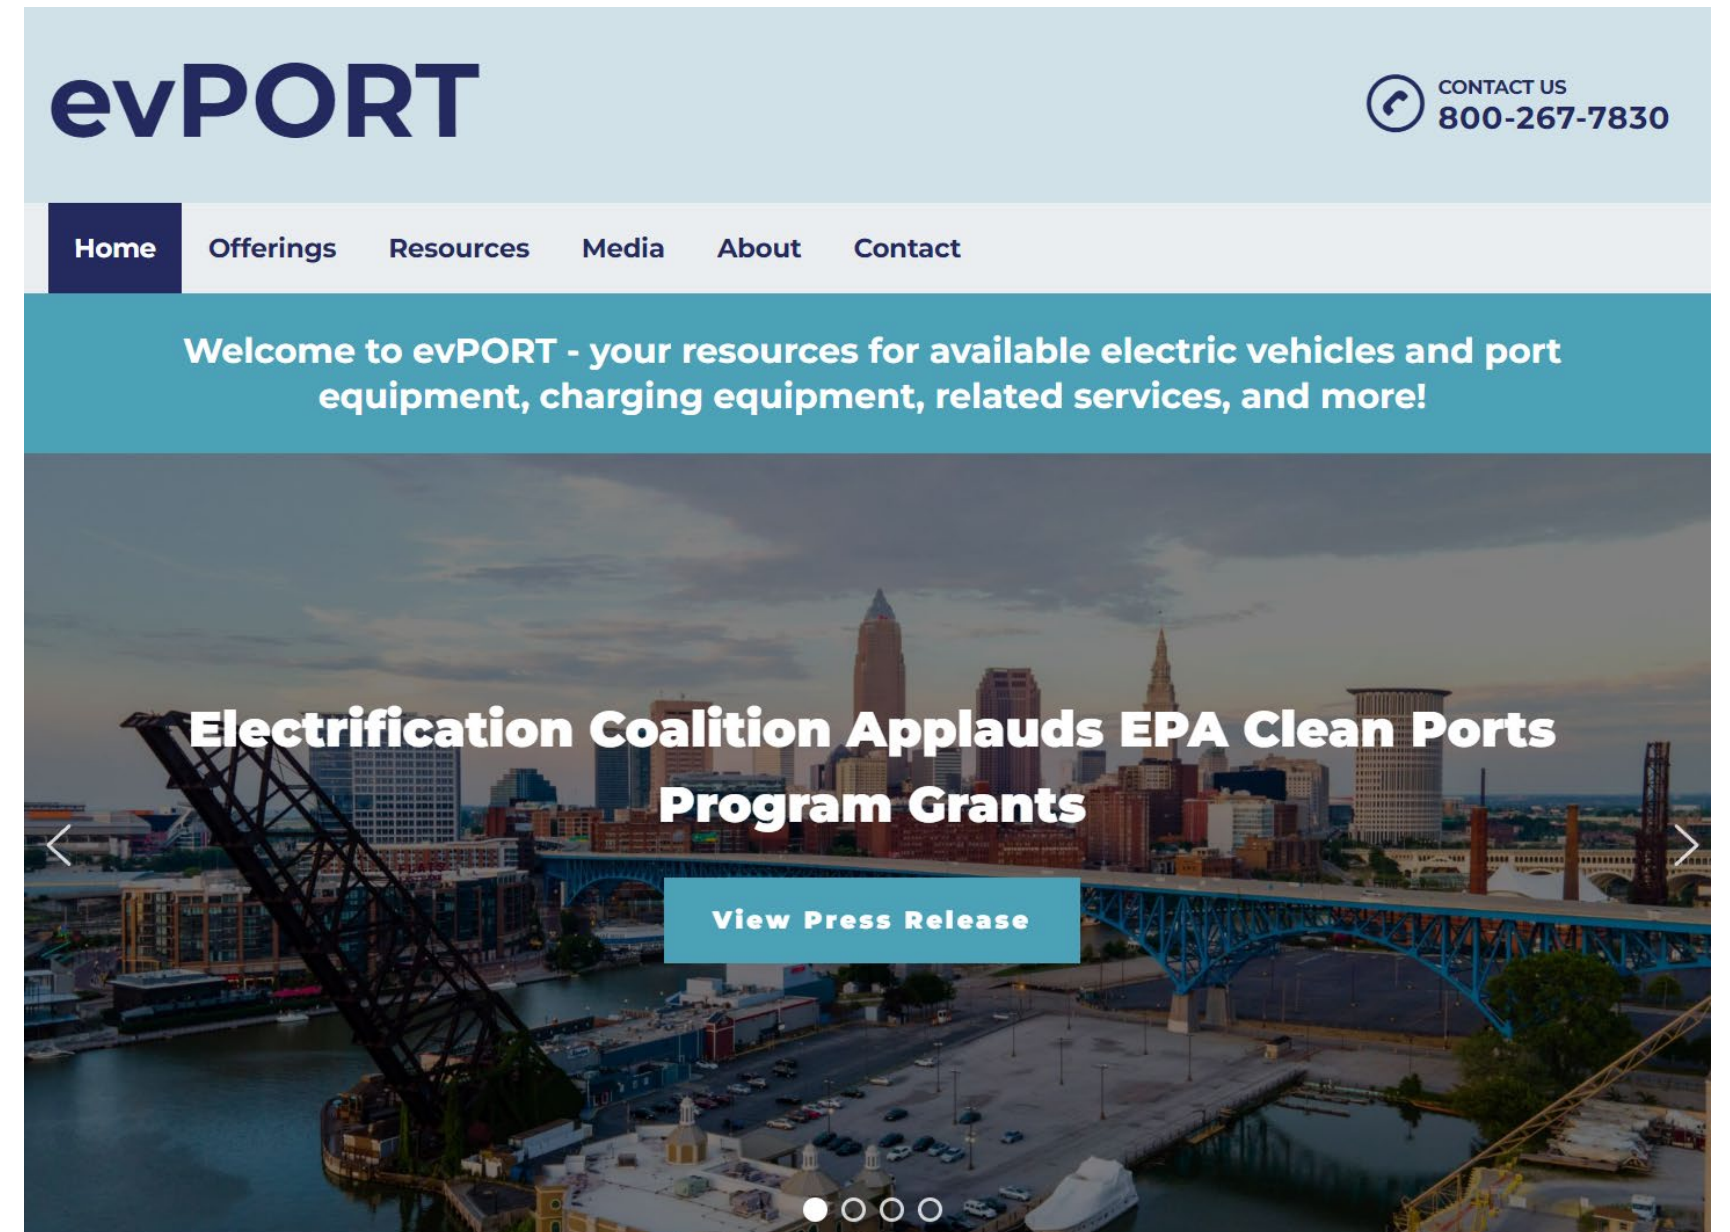 evPORT
CONTACT US
800-267-7830
Home Offerings Resources Media About Contact
Welcome to evPORT - your resources for available electric vehicles and port
equipment, charging equipment, related services, and more!
Electrification Coalition Applauds EPA Clean Ports
Program Grants
View Press Release